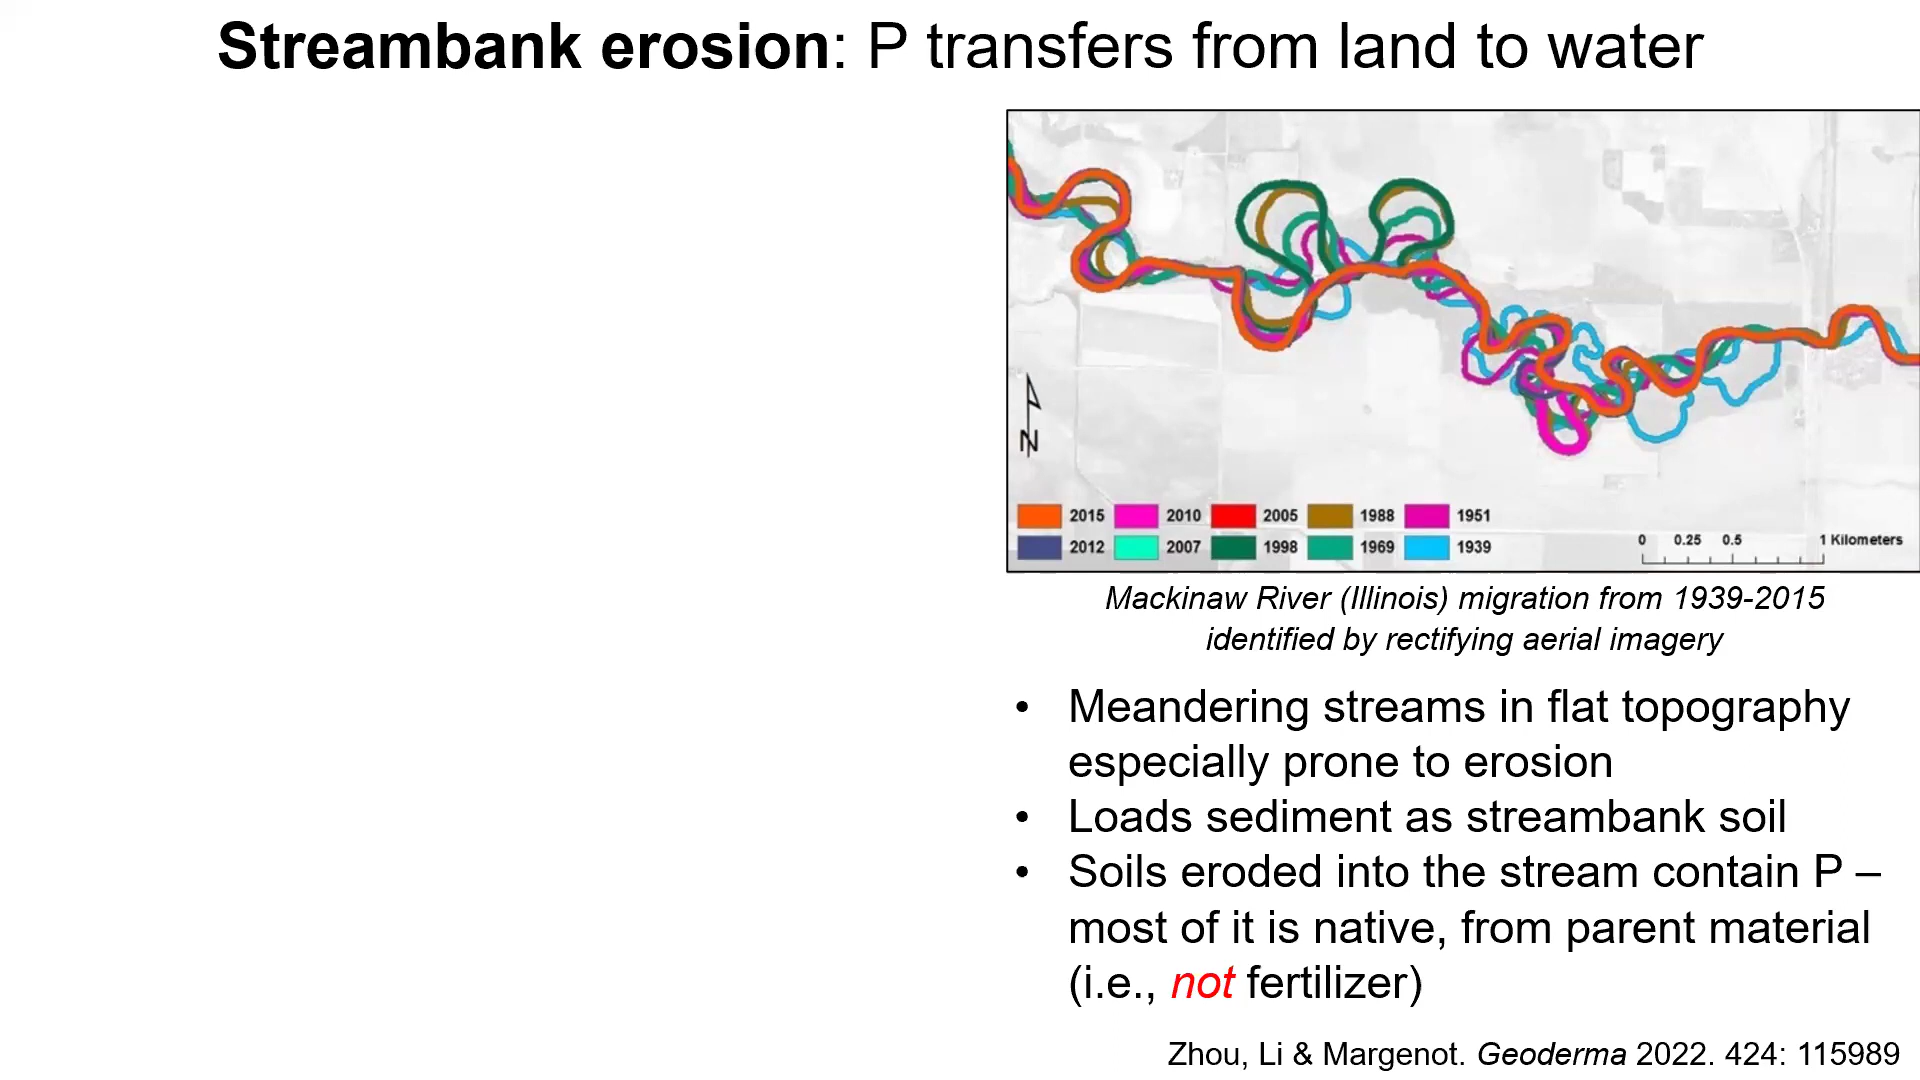 Streambank erosion: P transfers from land to water
N
2015 2010 2005 1988 1951
2012 2007 1998 1969 1939
0 0.25 0.5 1 Kilometers
Mackinaw River (Illinois) migration from 1939-2015
identified by rectifying aerial imagery
• Meandering streams in flat topography
especially prone to erosion
• Loads sediment as streambank soil
• Soils eroded into the stream contain P –
most of it is native, from parent material
(i.e., not fertilizer)
Zhou, Li & Margenot. Geoderma 2022. 424: 115989